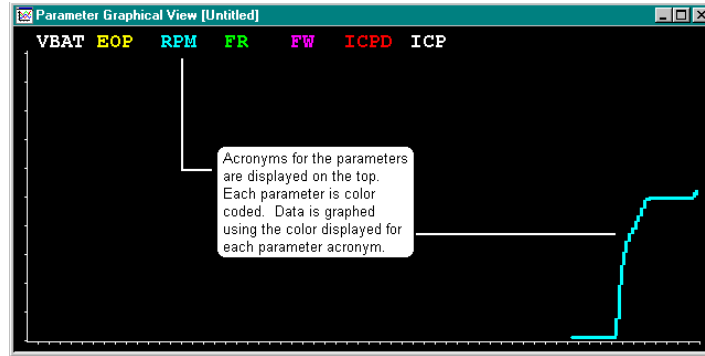 Parameter Graphical View [Untitled]
VBAT EOP RPM FR FW ICPD ICP
Acronyms for the parameters
are displayed on the top.
Each parameter is color
coded. Data is graphed
using the color displayed for
each parameter acronym.